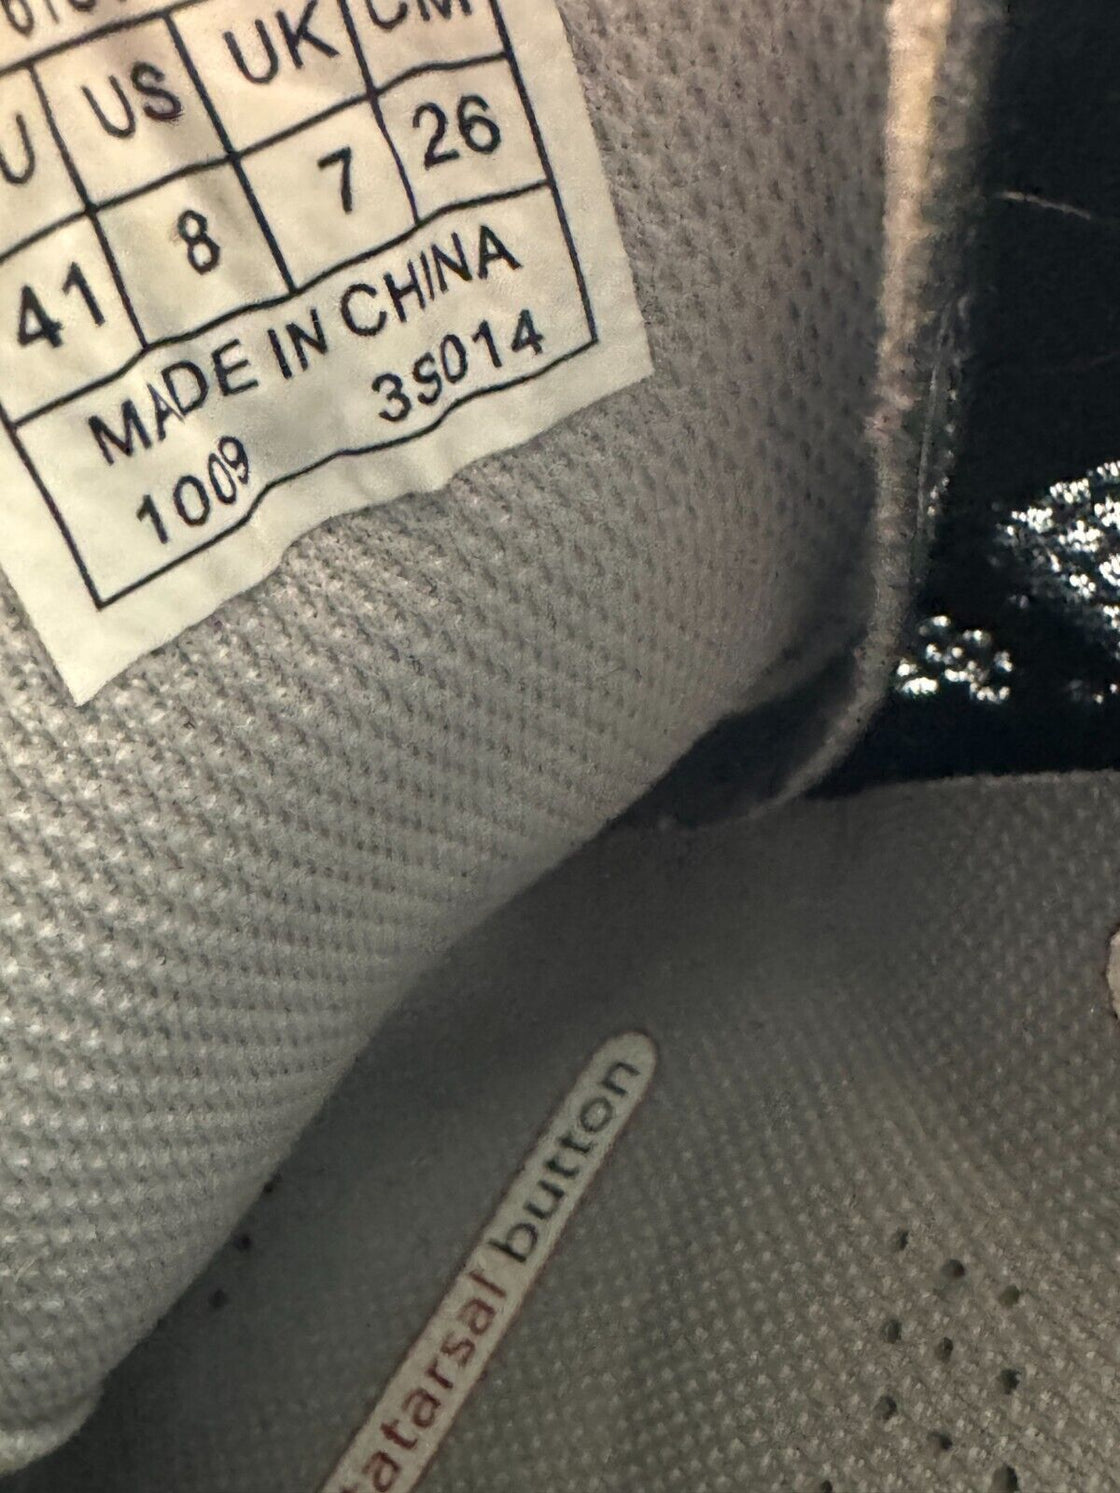 US UK CM
41 8 7 26
MADE IN CHINA
1009 3S014
button